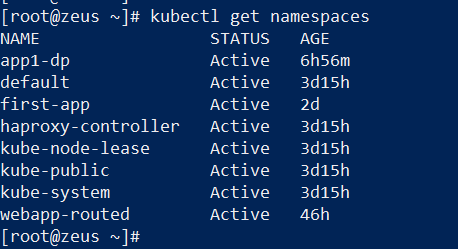 [root@zeus ~]# kubectl get namespaces
NAME                 STATUS   AGE
app1-dp              Active   6h56m
default              Active   3d15h
first-app            Active   2d
haproxy-controller   Active   3d15h
kube-node-lease      Active   3d15h
kube-public          Active   3d15h
kube-system          Active   3d15h
webapp-routed        Active   46h
[root@zeus ~]#